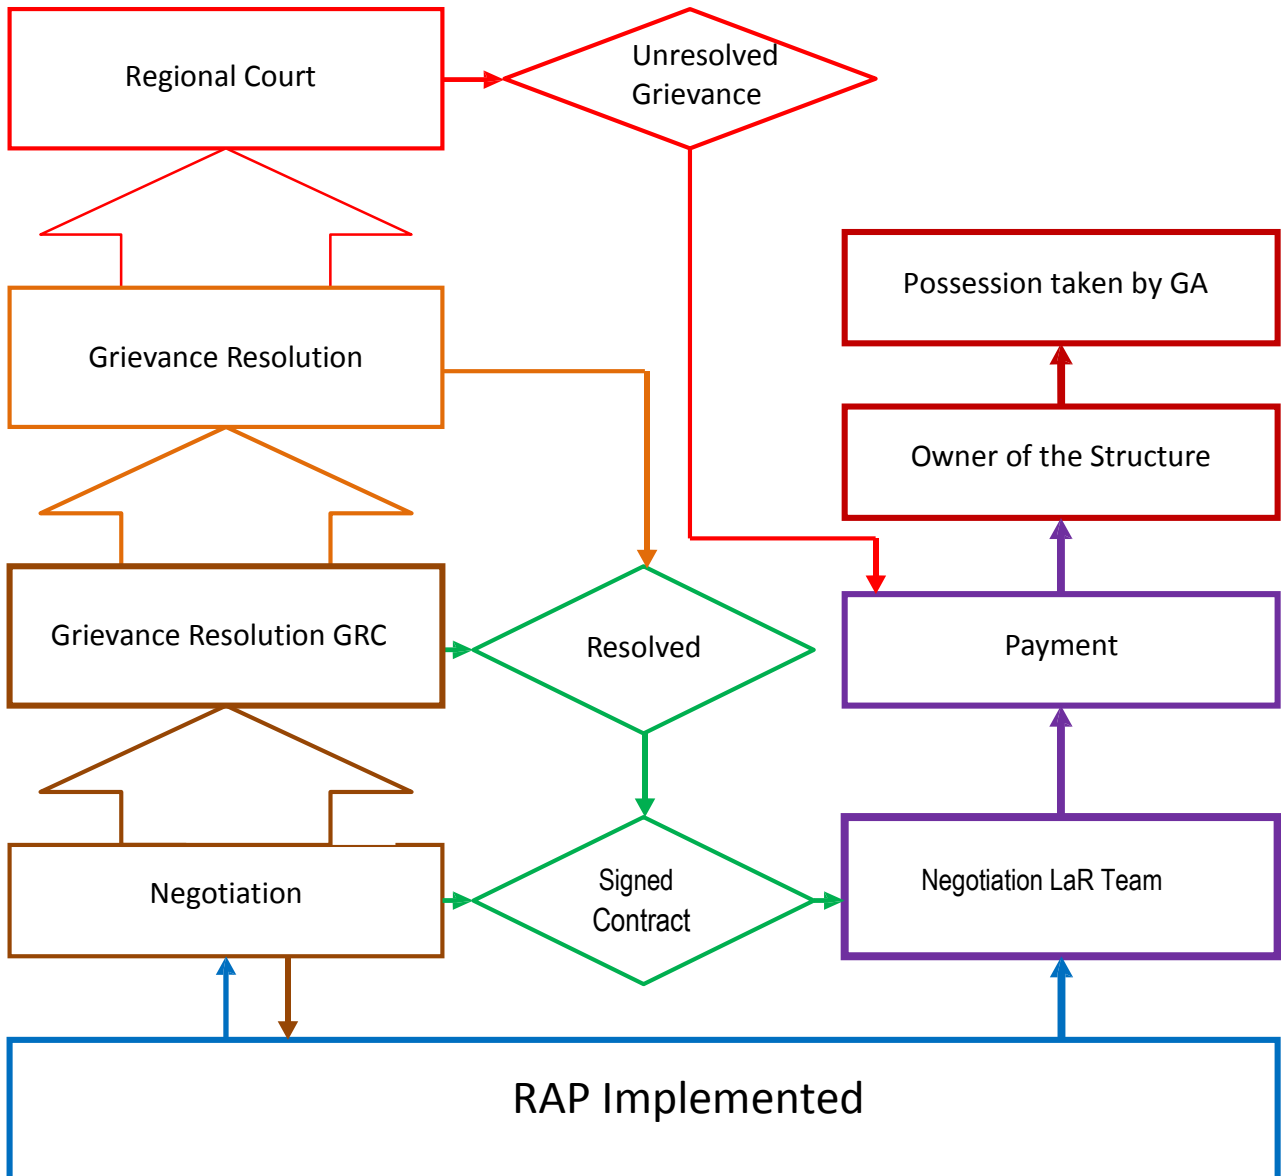 Regional Court
Unresolved
Grievance
Possession taken by GA
Grievance Resolution
Owner of the Structure
Grievance Resolution GRC
Resolved
Payment
Negotiation
Signed
Contract
Negotiation LaR Team
RAP Implemented